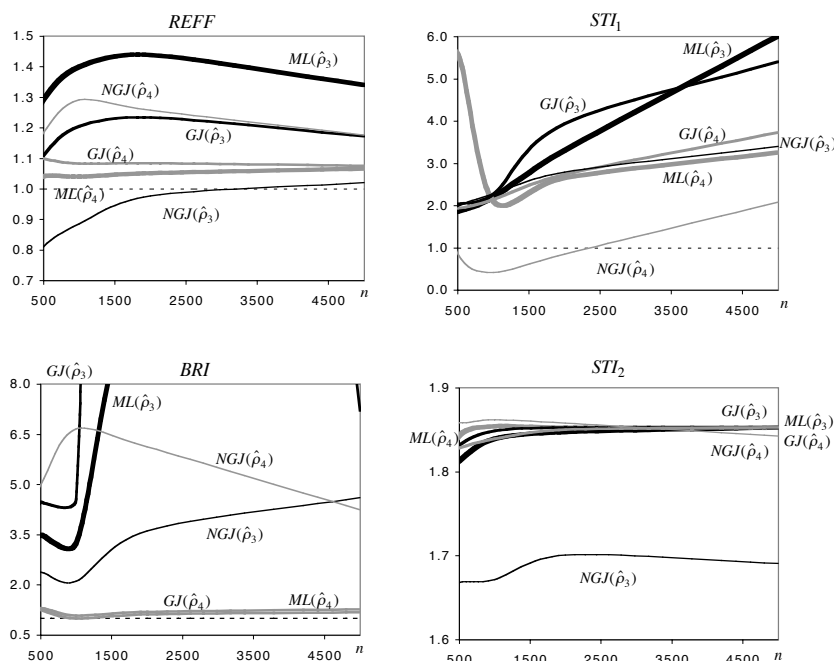 REFF
1.5
1.4
1.3
1.2
1.1
1.0
0.9
0.8
0.7
ML(ρ̂₃)
NGJ(ρ̂₄)
GJ(ρ̂₃)
GJ(ρ̂₄)
ML(ρ̂₄)
NGJ(ρ̂₃)
500 1500 2500 3500 4500
n
STI₁
6.0
5.0
4.0
3.0
2.0
1.0
0.0
ML(ρ̂₃)
GJ(ρ̂₃)
GJ(ρ̂₄)
NGJ(ρ̂₃)
ML(ρ̂₄)
NGJ(ρ̂₄)
500 1500 2500 3500 4500
n
BRI
8.0
6.5
5.0
3.5
2.0
0.5
GJ(ρ̂₃)
ML(ρ̂₃)
NGJ(ρ̂₄)
NGJ(ρ̂₃)
GJ(ρ̂₄)
ML(ρ̂₄)
500 1500 2500 3500 4500
n
STI₂
1.9
1.8
1.7
1.6
GJ(ρ̂₃)
ML(ρ̂₃)
ML(ρ̂₄)
GJ(ρ̂₄)
NGJ(ρ̂₄)
NGJ(ρ̂₃)
500 1500 2500 3500 4500
n